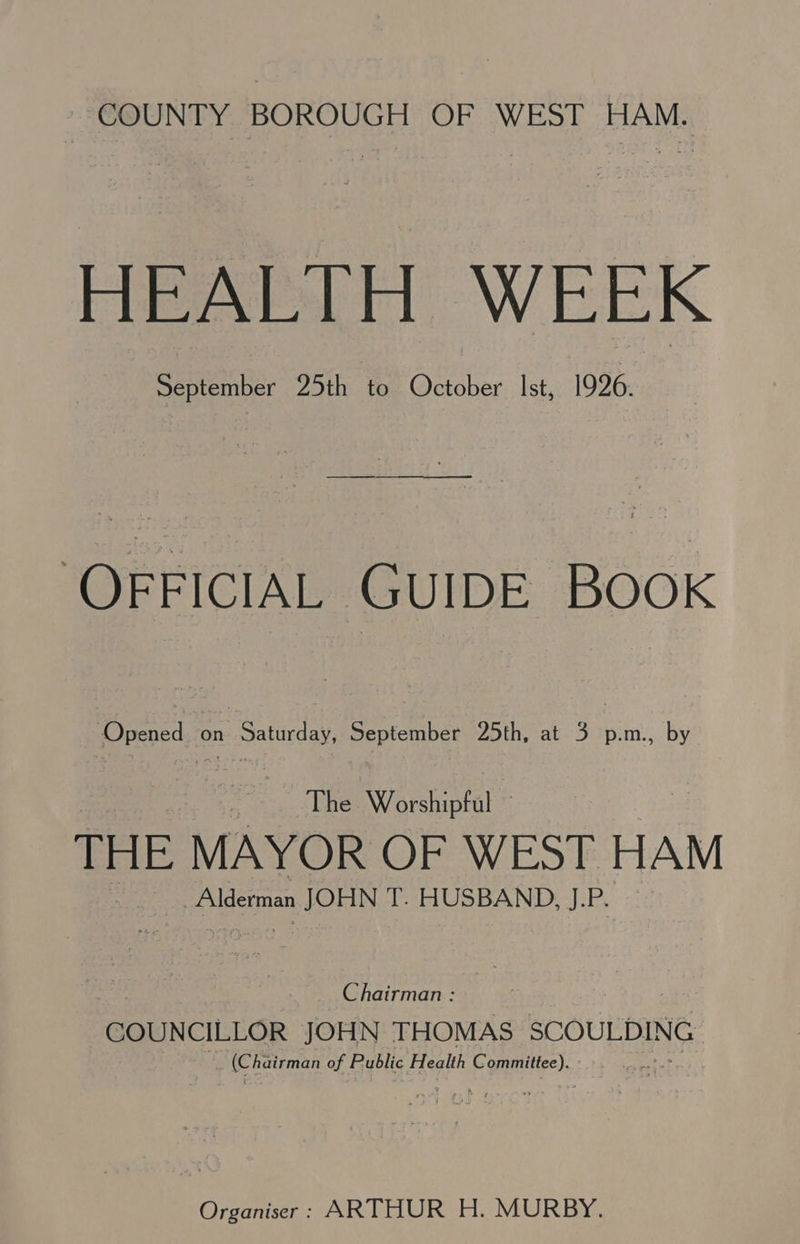 COUNTY BOROUGH OF WEST HAM.
HEALTH WEEK
September 25th to October 1st, 1926.
OFFICIAL GUIDE BOOK
Opened on Saturday, September 25th, at 3 p.m., by
The Worshipful
THE MAYOR OF WEST HAM
Alderman JOHN T. HUSBAND, J.P.
Chairman :
COUNCILLOR JOHN THOMAS SCOULDING
(Chairman of Public Health Committee).
Organiser : ARTHUR H. MURBY.